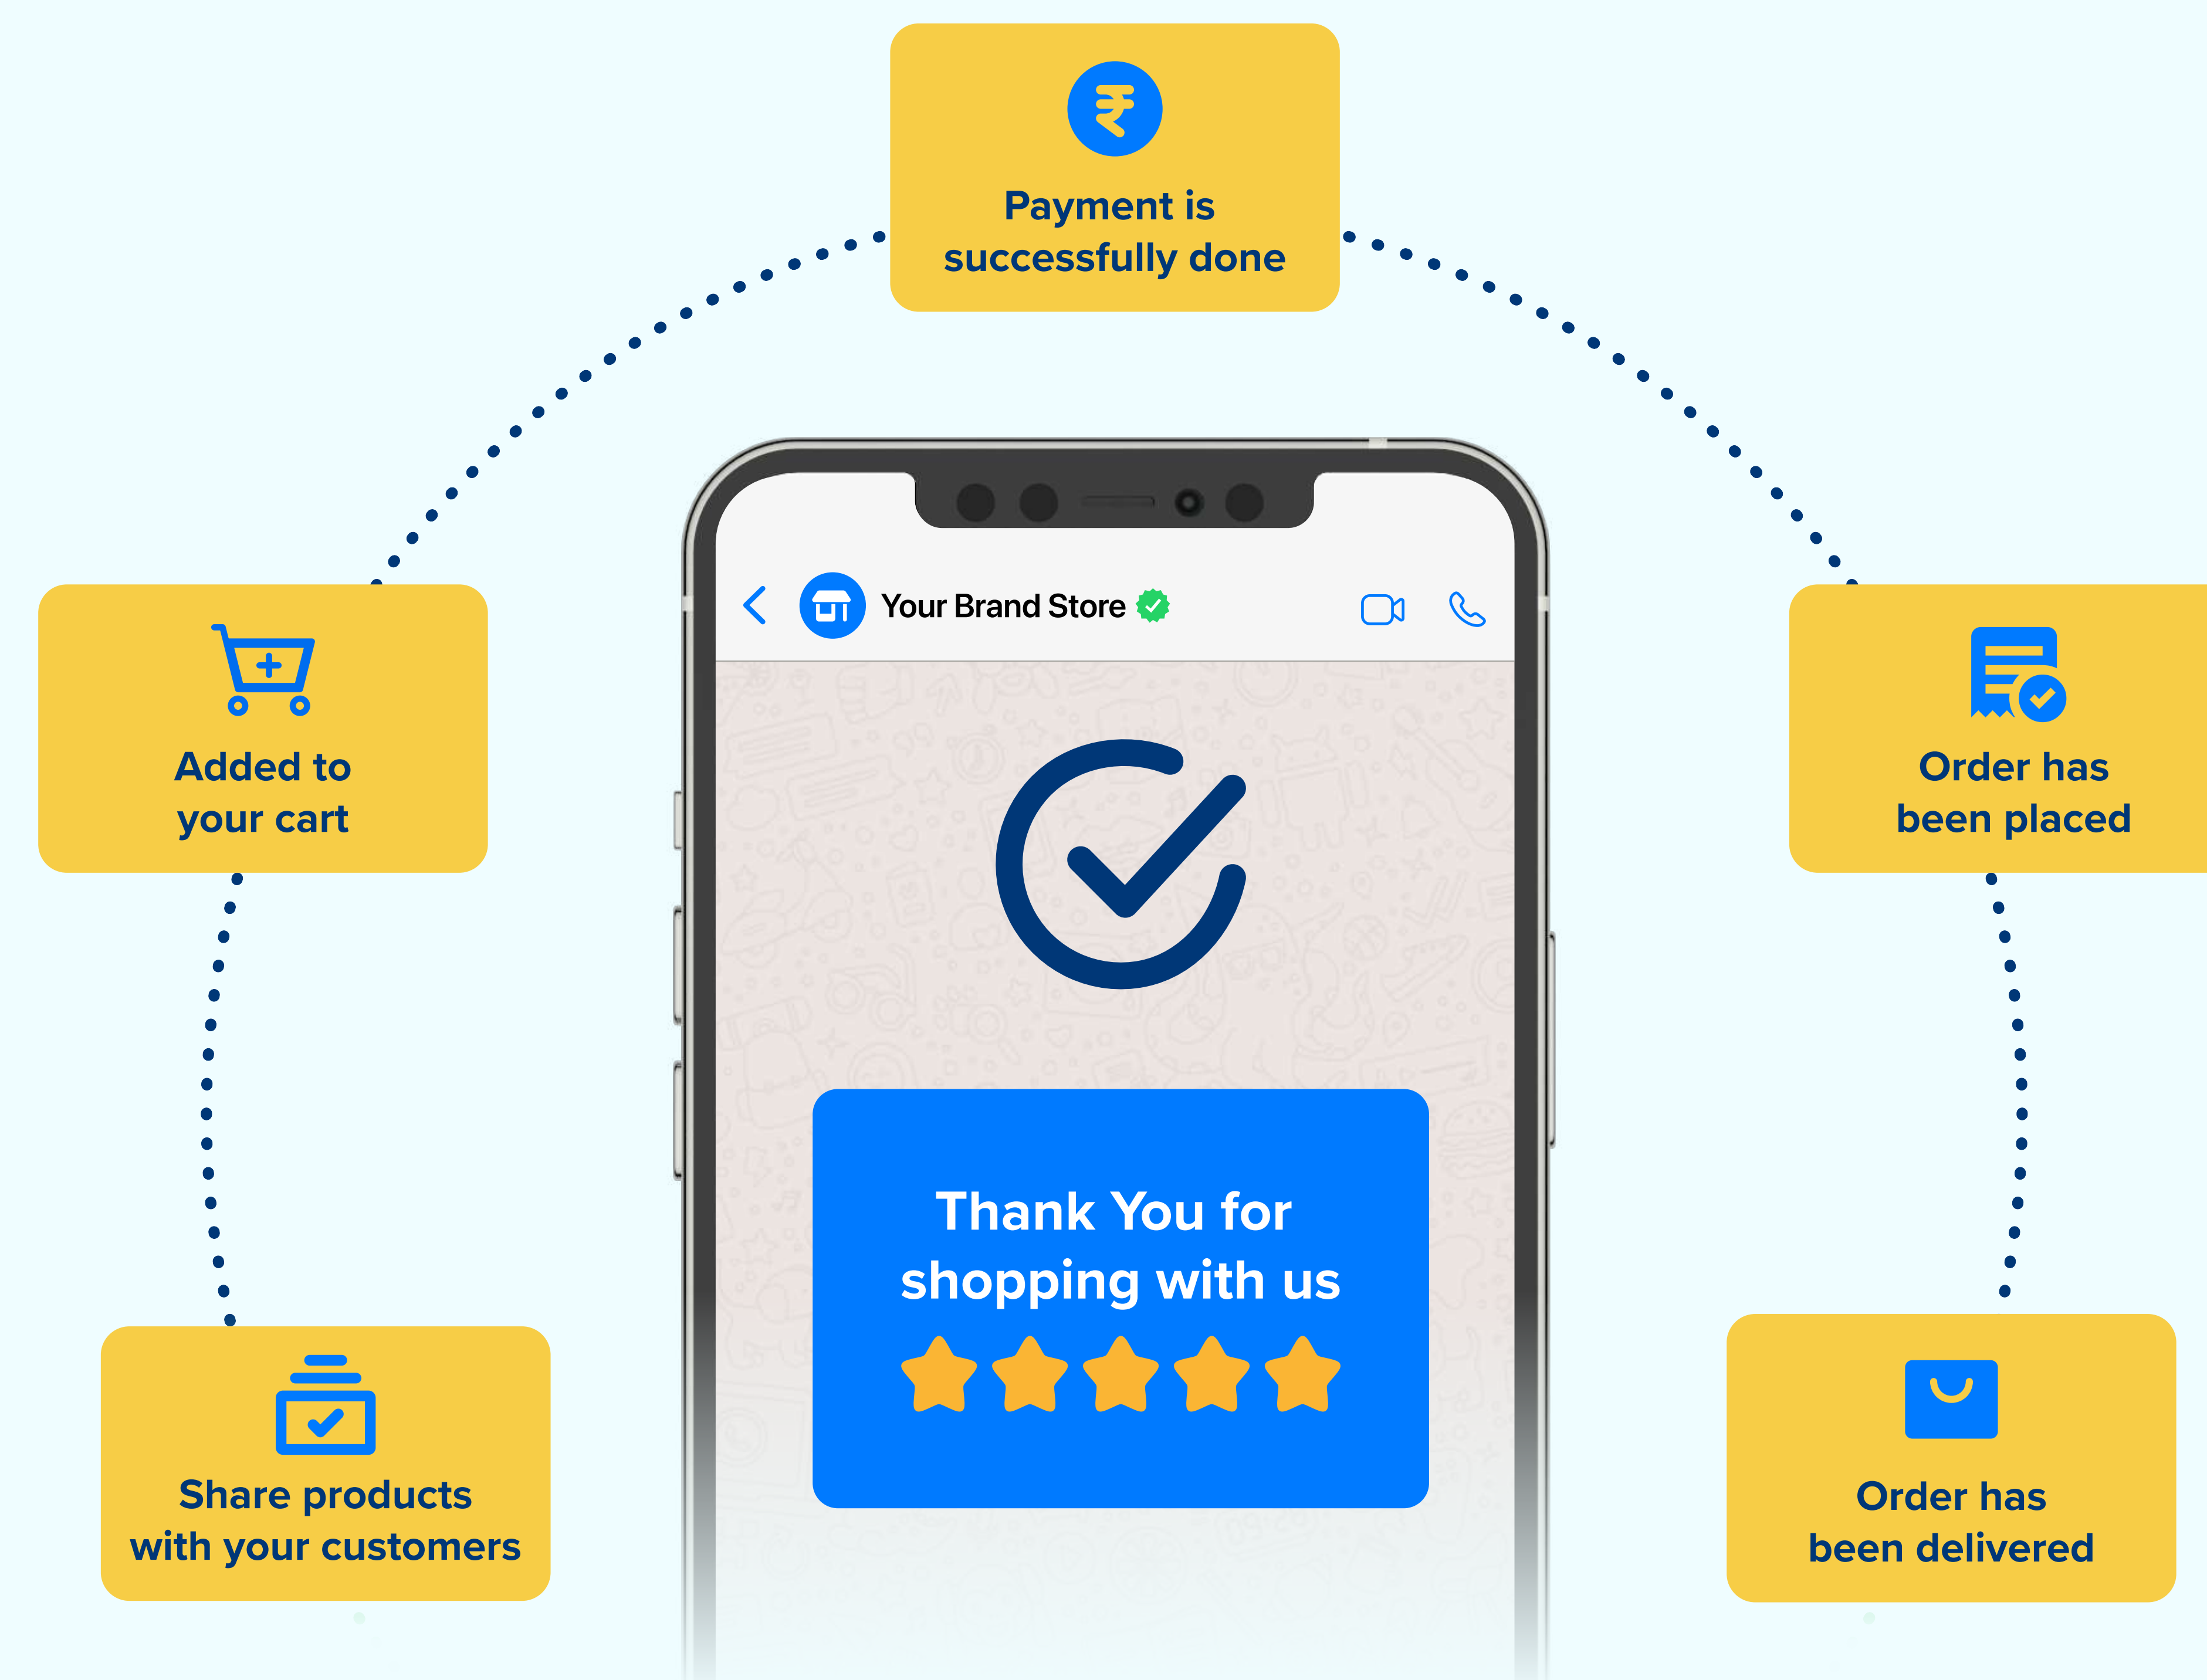 ₹
Payment is
successfully done
Added to
your cart
Your Brand Store
Order has
been placed
Thank You for
shopping with us
Share products
with your customers
Order has
been delivered